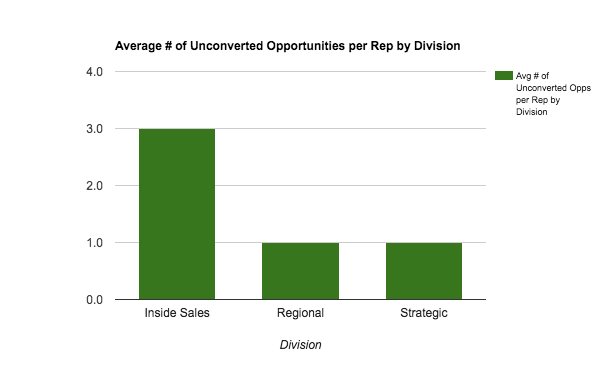 Average # of Unconverted Opportunities per Rep by Division
4.0
3.0
2.0
1.0
0.0
Inside Sales
Regional
Strategic
Division
Avg # of
Unconverted Opps
per Rep by
Division